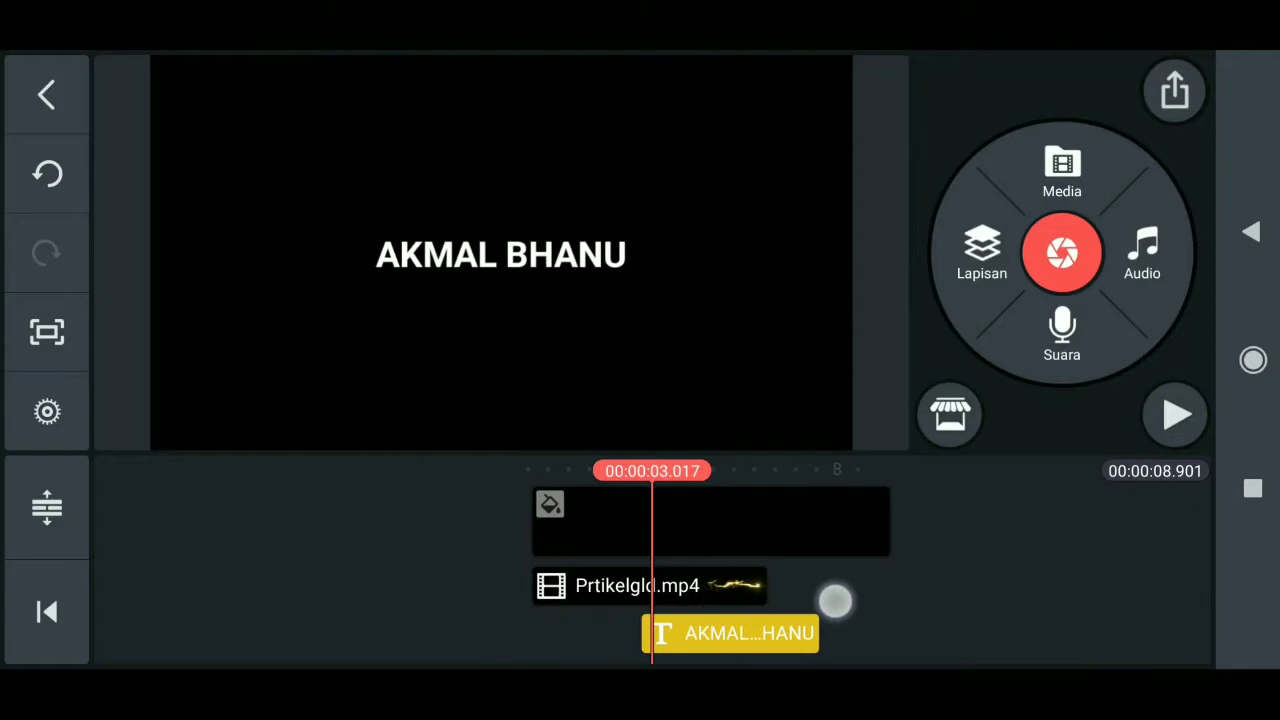 Media
AKMAL BHANU
Lapisan
Audio
Suara
00:00:03.017
8
00:00:08.901
Prtikelgld.mp4
T AKMAL...HANU